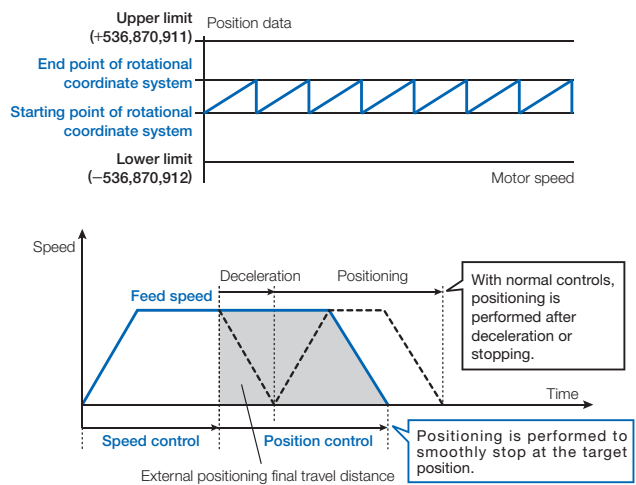 Upper limit
(+536,870,911)
Position data
End point of rotational
coordinate system
Starting point of rotational
coordinate system
Lower limit
(−536,870,912)
Motor speed
Speed
Deceleration
Positioning
Feed speed
With normal controls,
positioning is
performed after
deceleration or
stopping.
Time
Speed control
Position control
Positioning is performed to
smoothly stop at the target
position.
External positioning final travel distance